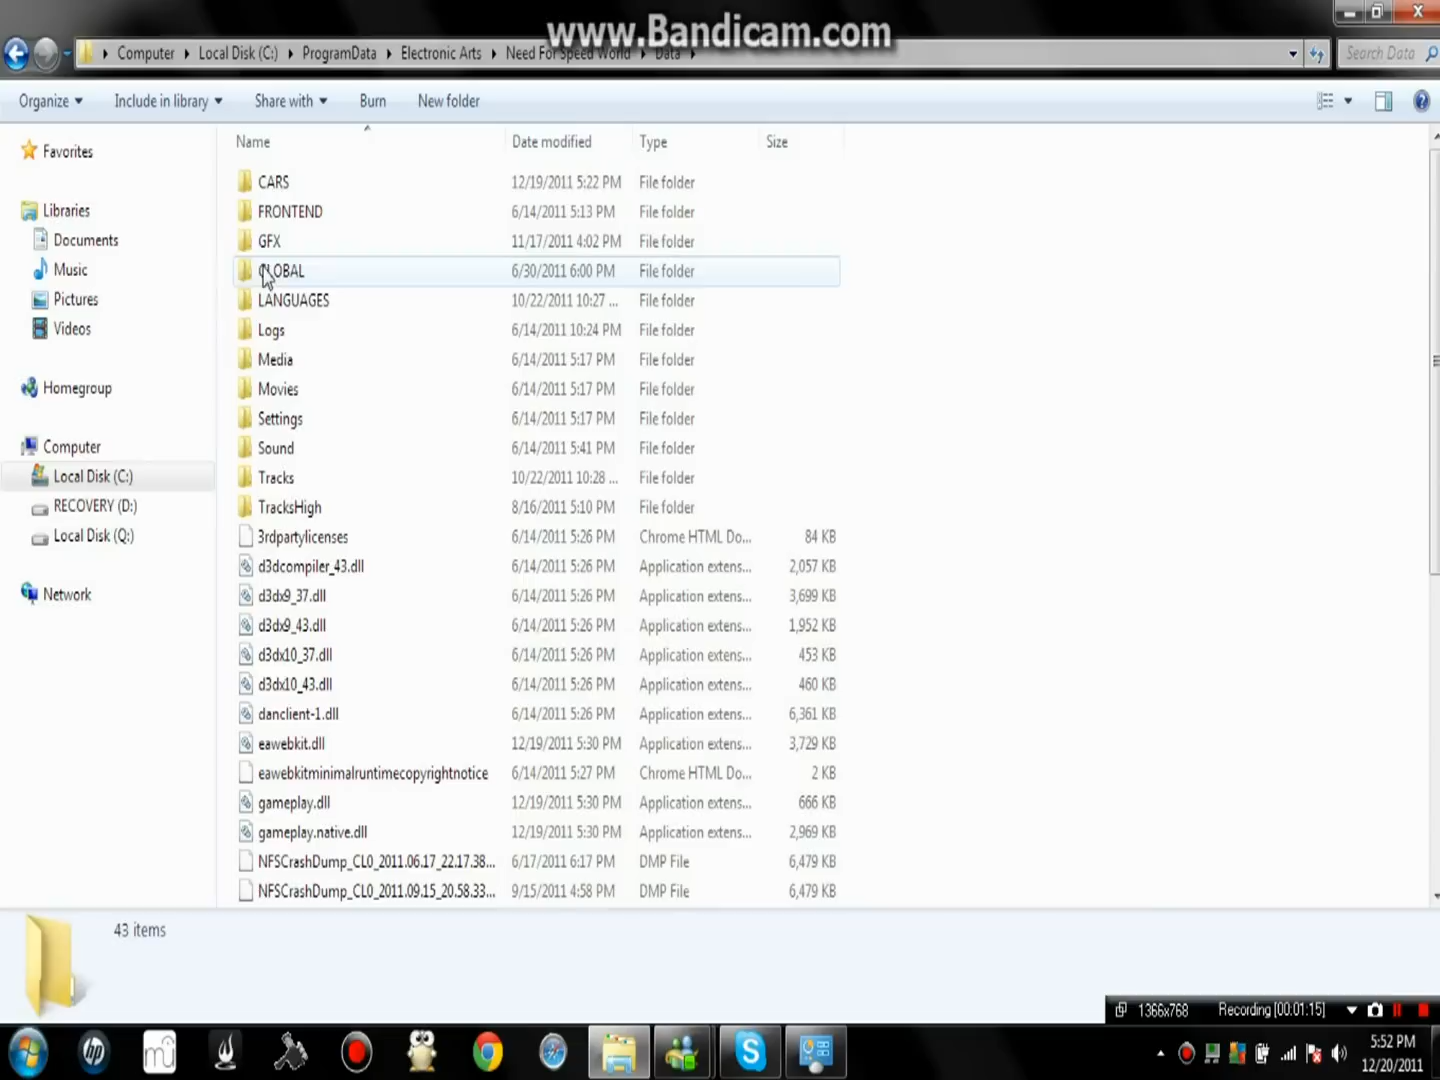 www.Bandicam.com
Computer Local Disk (C:) ProgramData Electronic Arts Need For Speed World Data Search Data
Organize Include in library Share with Burn New folder
Name Date modified Type Size
Favorites
Libraries
Documents
Music
Pictures
Videos
Homegroup
Computer
Local Disk (C:)
RECOVERY (D:)
Local Disk (Q:)
Network
CARS 12/19/2011 5:22 PM File folder
FRONTEND 6/14/2011 5:13 PM File folder
GFX 11/17/2011 4:02 PM File folder
GLOBAL 6/30/2011 6:00 PM File folder
LANGUAGES 10/22/2011 10:27 ... File folder
Logs 6/14/2011 10:24 PM File folder
Media 6/14/2011 5:17 PM File folder
Movies 6/14/2011 5:17 PM File folder
Settings 6/14/2011 5:17 PM File folder
Sound 6/14/2011 5:41 PM File folder
Tracks 10/22/2011 10:28 ... File folder
TracksHigh 8/16/2011 5:10 PM File folder
3rdpartylicenses 6/14/2011 5:26 PM Chrome HTML Do... 84 KB
d3dcompiler_43.dll 6/14/2011 5:26 PM Application extens... 2,057 KB
d3dx9_37.dll 6/14/2011 5:26 PM Application extens... 3,699 KB
d3dx9_43.dll 6/14/2011 5:26 PM Application extens... 1,952 KB
d3dx10_37.dll 6/14/2011 5:26 PM Application extens... 453 KB
d3dx10_43.dll 6/14/2011 5:26 PM Application extens... 460 KB
danclient-1.dll 6/14/2011 5:26 PM Application extens... 6,361 KB
eawebkit.dll 12/19/2011 5:30 PM Application extens... 3,729 KB
eawebkitminimalruntimecopyrightnotice 6/14/2011 5:27 PM Chrome HTML Do... 2 KB
gameplay.dll 12/19/2011 5:30 PM Application extens... 666 KB
gameplay.native.dll 12/19/2011 5:30 PM Application extens... 2,969 KB
NFSCrashDump_CL0_2011.06.17_22.17.38... 6/17/2011 6:17 PM DMP File 6,479 KB
NFSCrashDump_CL0_2011.09.15_20.58.33... 9/15/2011 4:58 PM DMP File 6,479 KB
43 items
1366x768 Recording [00:01:15]
5:52 PM
12/20/2011